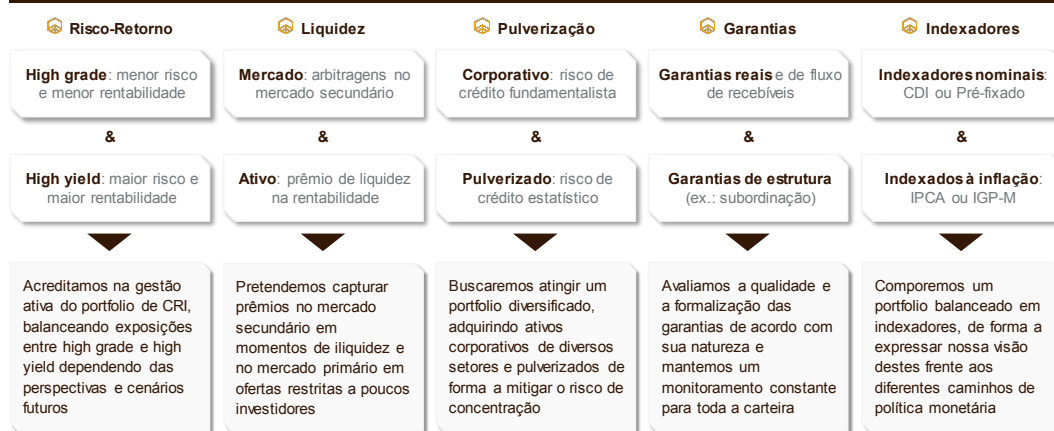 Risco-Retorno
High grade: menor risco
e menor rentabilidade
&
High yield: maior risco e
maior rentabilidade
Acreditamos na gestão
ativa do portfolio de CRI,
balanceando exposições
entre high grade e high
yield dependendo das
perspectivas e cenários
futuros
Liquidez
Mercado: arbitragens no
mercado secundário
&
Ativo: prêmio de liquidez
na rentabilidade
Pretendemos capturar
prêmios no mercado
secundário em
momentos de iliquidez e
no mercado primário em
ofertas restritas a poucos
investidores
Pulverização
Corporativo: risco de
crédito fundamentalista
&
Pulverizado: risco de
crédito estatístico
Buscaremos atingir um
portfolio diversificado,
adquirindo ativos
corporativos de diversos
setores e pulverizados de
forma a mitigar o risco de
concentração
Garantias
Garantias reais e de fluxo
de recebíveis
&
Garantias de estrutura
(ex.: subordinação)
Avaliamos a qualidade e
a formalização das
garantias de acordo com
sua natureza e
mantemos um
monitoramento constante
para toda a carteira
Indexadores
Indexadores nominais:
CDI ou Pré-fixado
&
Indexados à inflação:
IPCA ou IGP-M
Comporemos um
portfolio balanceado em
indexadores, de forma a
expressar nossa visão
destes frente aos
diferentes caminhos de
política monetária